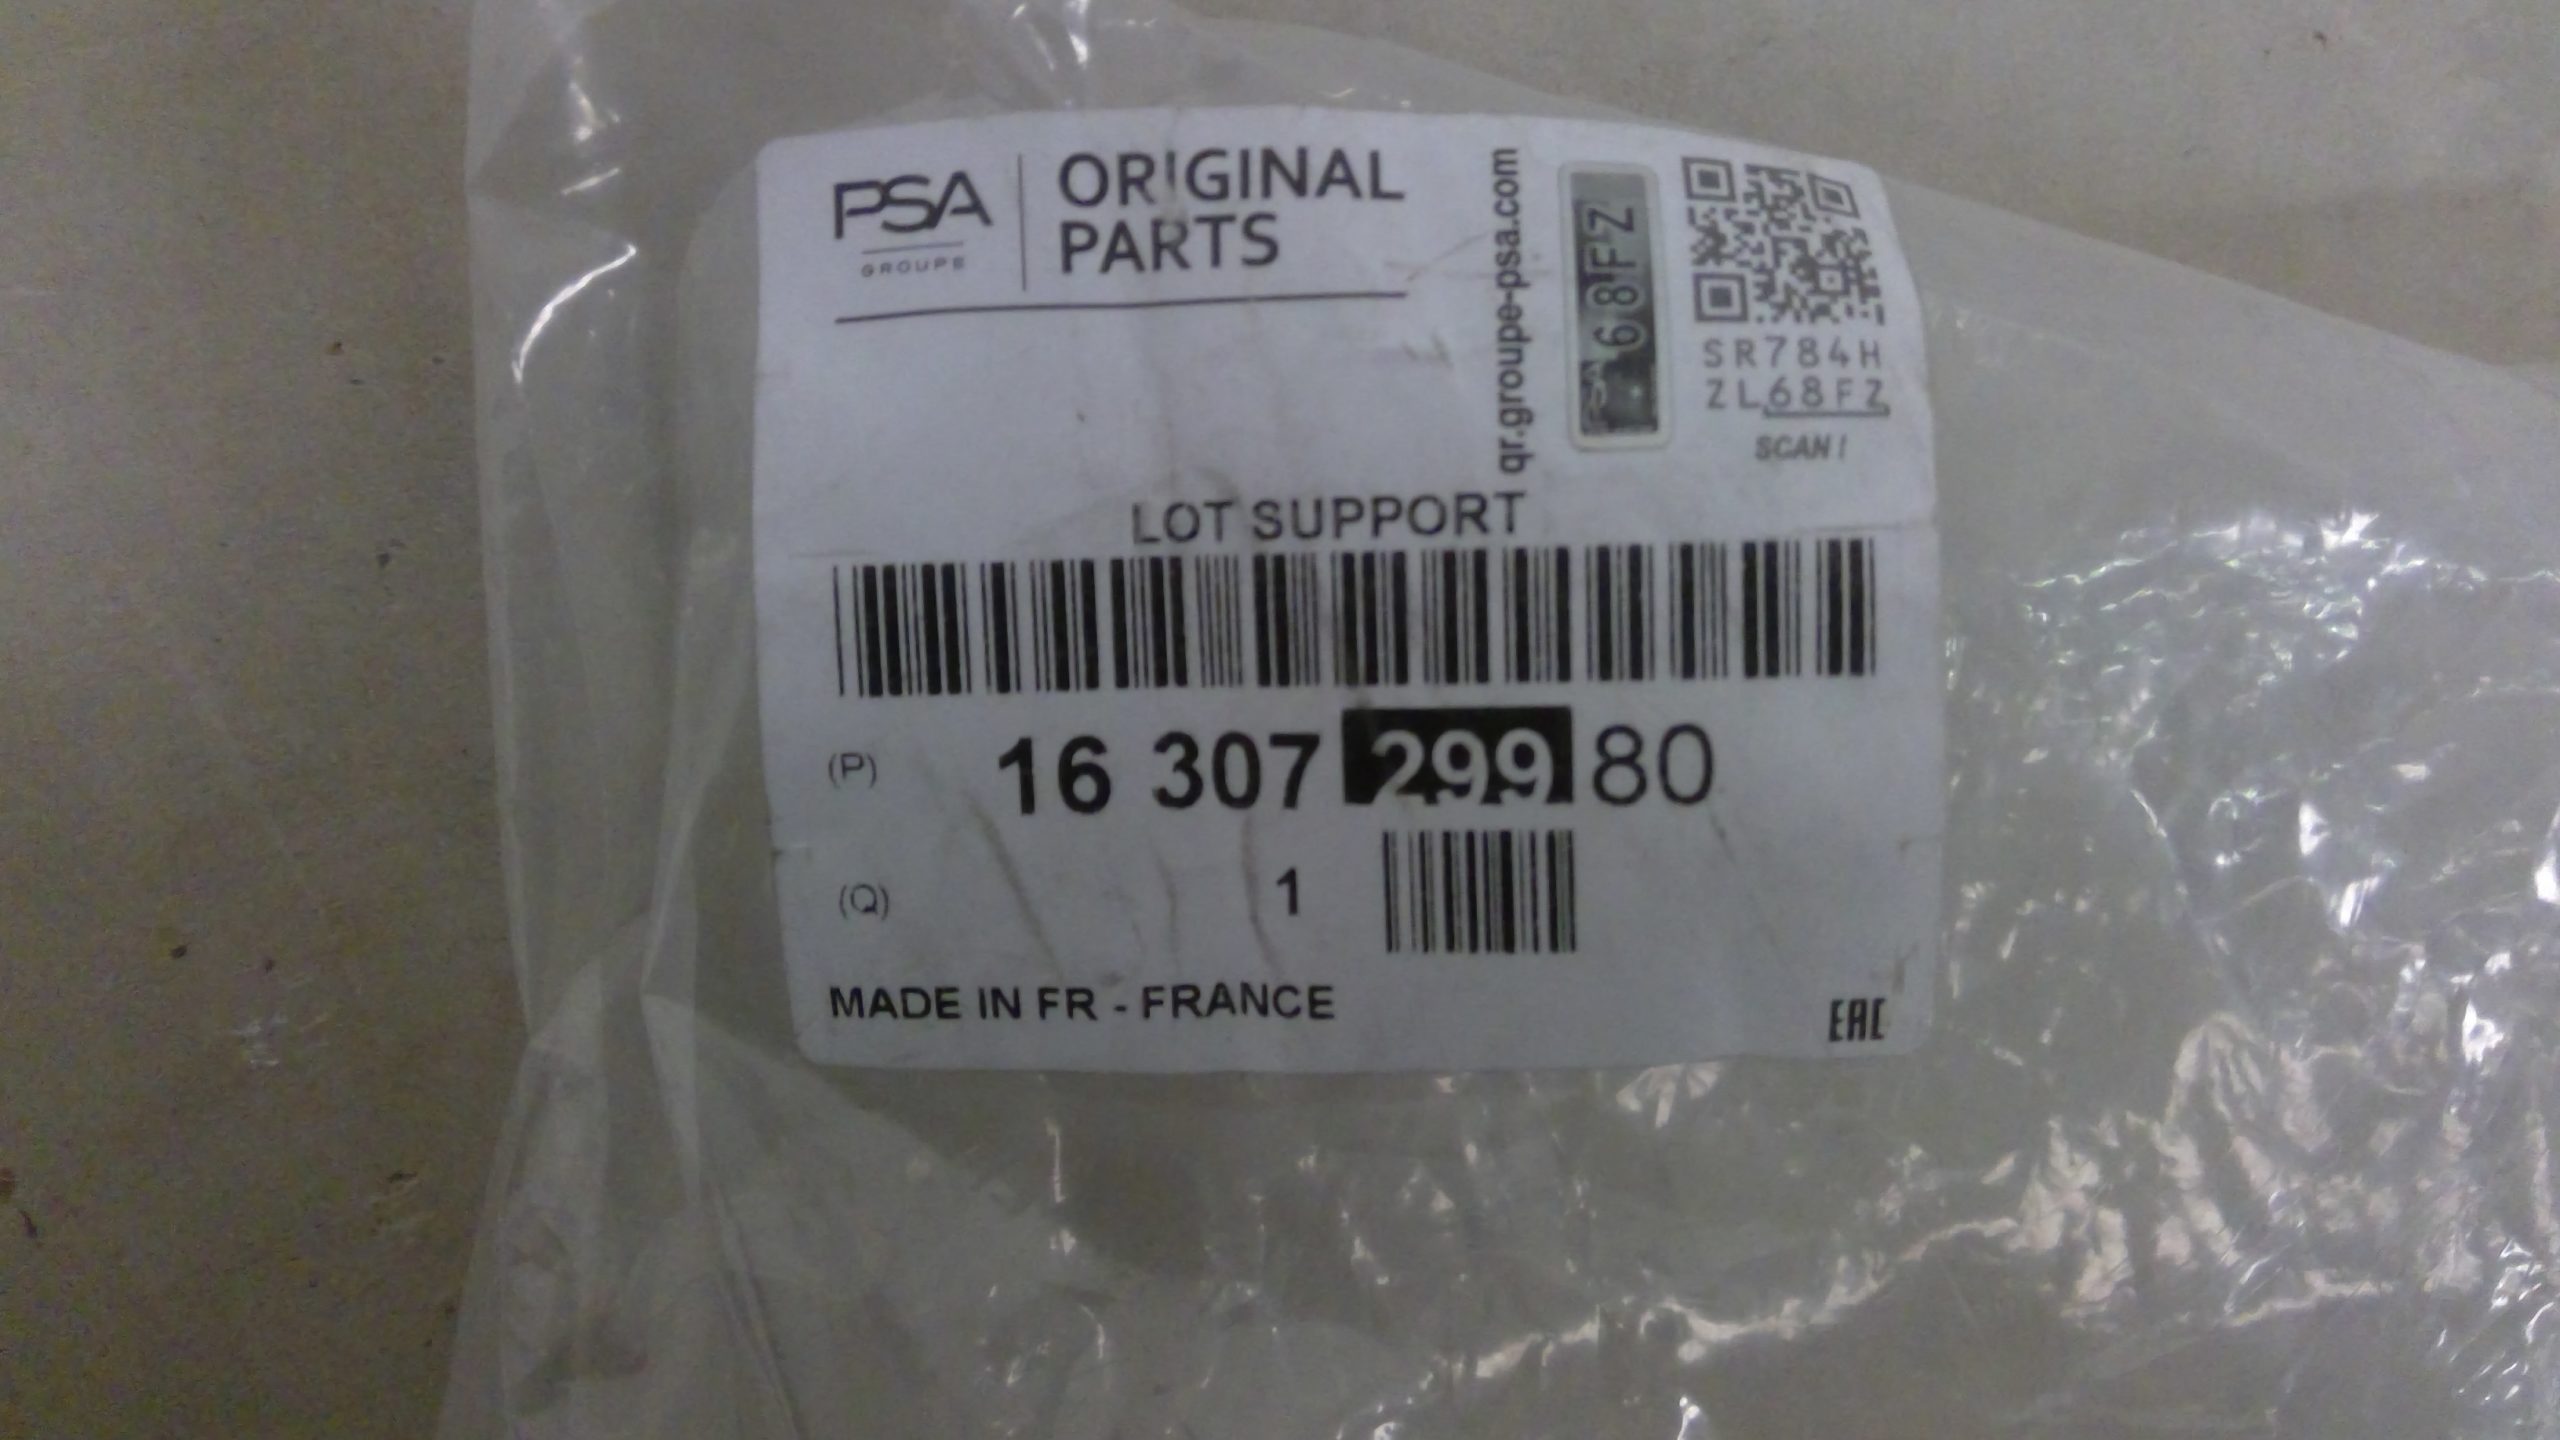 PSA
GROUPE
ORIGINAL
PARTS
qr.groupe-psa.com
PSA
68FZ
SR784H
ZL68FZ
SCAN!
LOT SUPPORT
(P) 16 307 299 80
(Q) 1
MADE IN FR - FRANCE
EAC